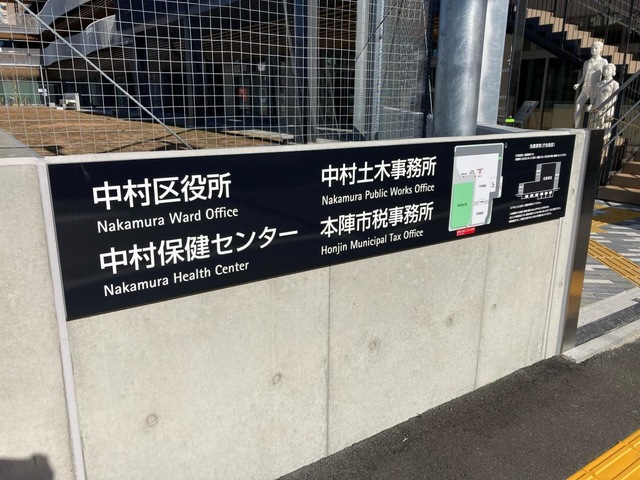 中村区役所
Nakamura Ward Office
中村保健センター
Nakamura Health Center
中村土木事務所
Nakamura Public Works Office
本陣市税事務所
Honjin Municipal Tax Office